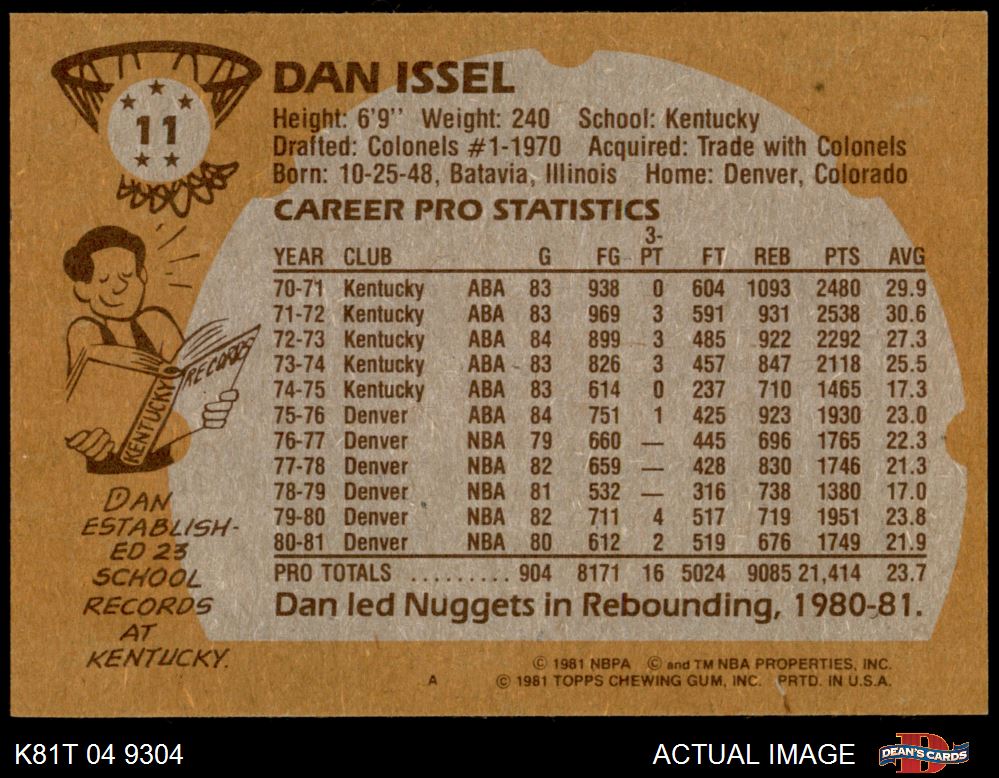 11
DAN ISSEL
Height: 6'9'' Weight: 240 School: Kentucky
Drafted: Colonels #1-1970 Acquired: Trade with Colonels
Born: 10-25-48, Batavia, Illinois Home: Denver, Colorado
CAREER PRO STATISTICS
YEAR CLUB G FG 3-PT FT REB PTS AVG
70-71 Kentucky ABA 83 938 0 604 1093 2480 29.9
71-72 Kentucky ABA 83 969 3 591 931 2538 30.6
72-73 Kentucky ABA 84 899 3 485 922 2292 27.3
73-74 Kentucky ABA 83 826 3 457 847 2118 25.5
74-75 Kentucky ABA 83 614 0 237 710 1465 17.3
75-76 Denver ABA 84 751 1 425 923 1930 23.0
76-77 Denver NBA 79 660 — 445 696 1765 22.3
77-78 Denver NBA 82 659 — 428 830 1746 21.3
78-79 Denver NBA 81 532 — 316 738 1380 17.0
79-80 Denver NBA 82 711 4 517 719 1951 23.8
80-81 Denver NBA 80 612 2 519 676 1749 21.9
PRO TOTALS ......... 904 8171 16 5024 9085 21,414 23.7
Dan led Nuggets in Rebounding, 1980-81.
KENTUCKY
RECORDS
DAN
ESTABLISH-
ED 23
SCHOOL
RECORDS
AT
KENTUCKY.
© 1981 NBPA © and TM NBA PROPERTIES, INC.
A © 1981 TOPPS CHEWING GUM, INC. PRTD. IN U.S.A.
K81T 04 9304
ACTUAL IMAGE
D
DEAN'S CARDS